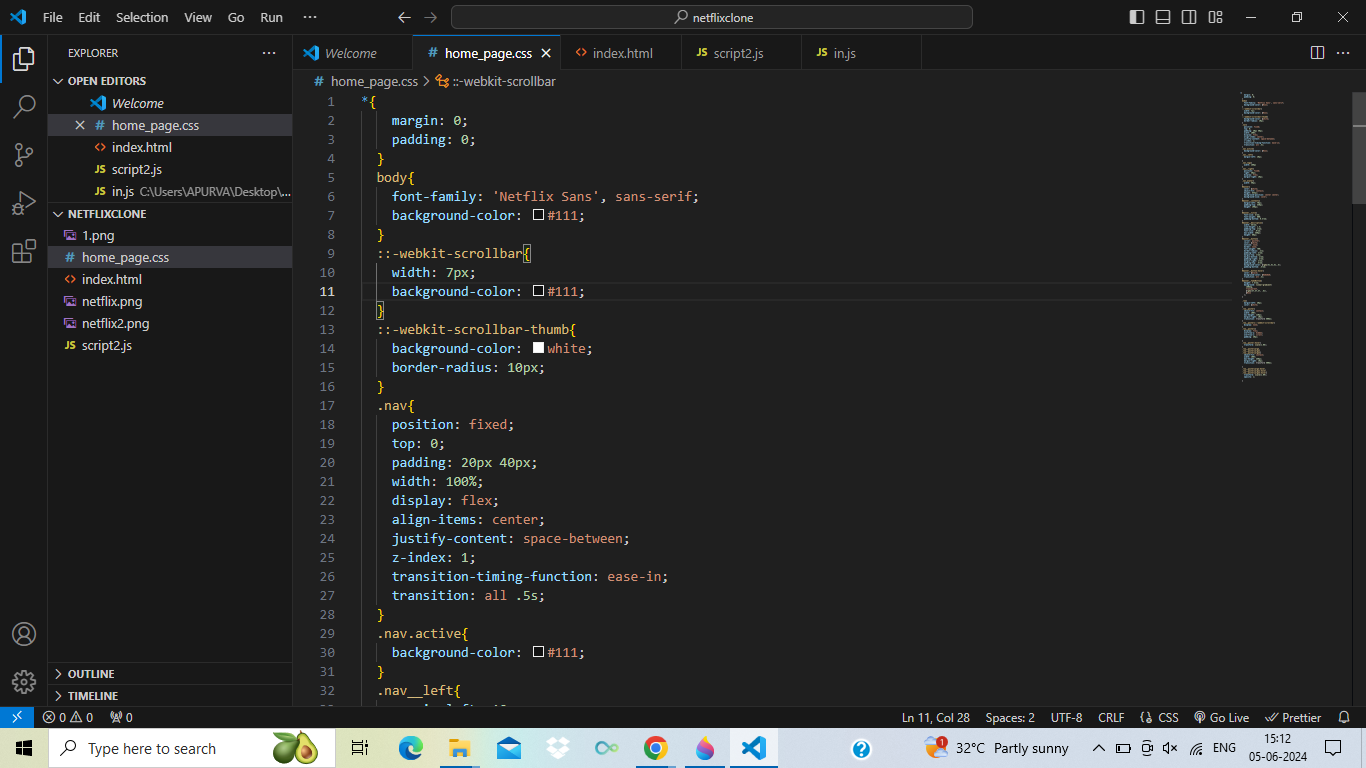 File Edit Selection View Go Run ··· netflixclone
EXPLORER ···
OPEN EDITORS
Welcome
home_page.css
index.html
JS script2.js
JS in.js C:\Users\APURVA\Desktop\...
NETFLIXCLONE
1.png
# home_page.css
<> index.html
netflix.png
netflix2.png
JS script2.js
OUTLINE
TIMELINE
Welcome # home_page.css <> index.html JS script2.js JS in.js ···
# home_page.css > ::-webkit-scrollbar
1 *{
2 margin: 0;
3 padding: 0;
4 }
5 body{
6 font-family: 'Netflix Sans', sans-serif;
7 background-color: #111;
8 }
9 ::-webkit-scrollbar{
10 width: 7px;
11 background-color: #111;
12 }
13 ::-webkit-scrollbar-thumb{
14 background-color: white;
15 border-radius: 10px;
16 }
17 .nav{
18 position: fixed;
19 top: 0;
20 padding: 20px 40px;
21 width: 100%;
22 display: flex;
23 align-items: center;
24 justify-content: space-between;
25 z-index: 1;
26 transition-timing-function: ease-in;
27 transition: all .5s;
28 }
29 .nav.active{
30 background-color: #111;
31 }
32 .nav__left{
0 0 0 Ln 11, Col 28 Spaces: 2 UTF-8 CRLF {} CSS Go Live Prettier
Type here to search 1 32°C Partly sunny ENG 15:12
05-06-2024